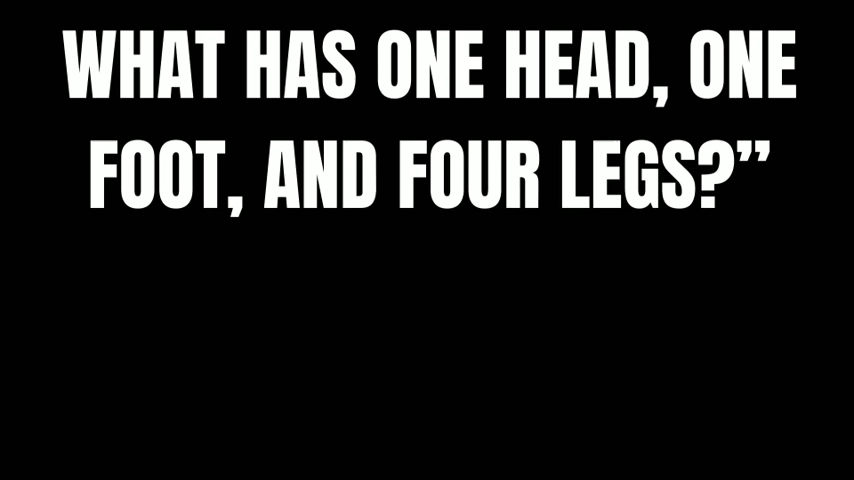 WHAT HAS ONE HEAD, ONE
FOOT, AND FOUR LEGS?”